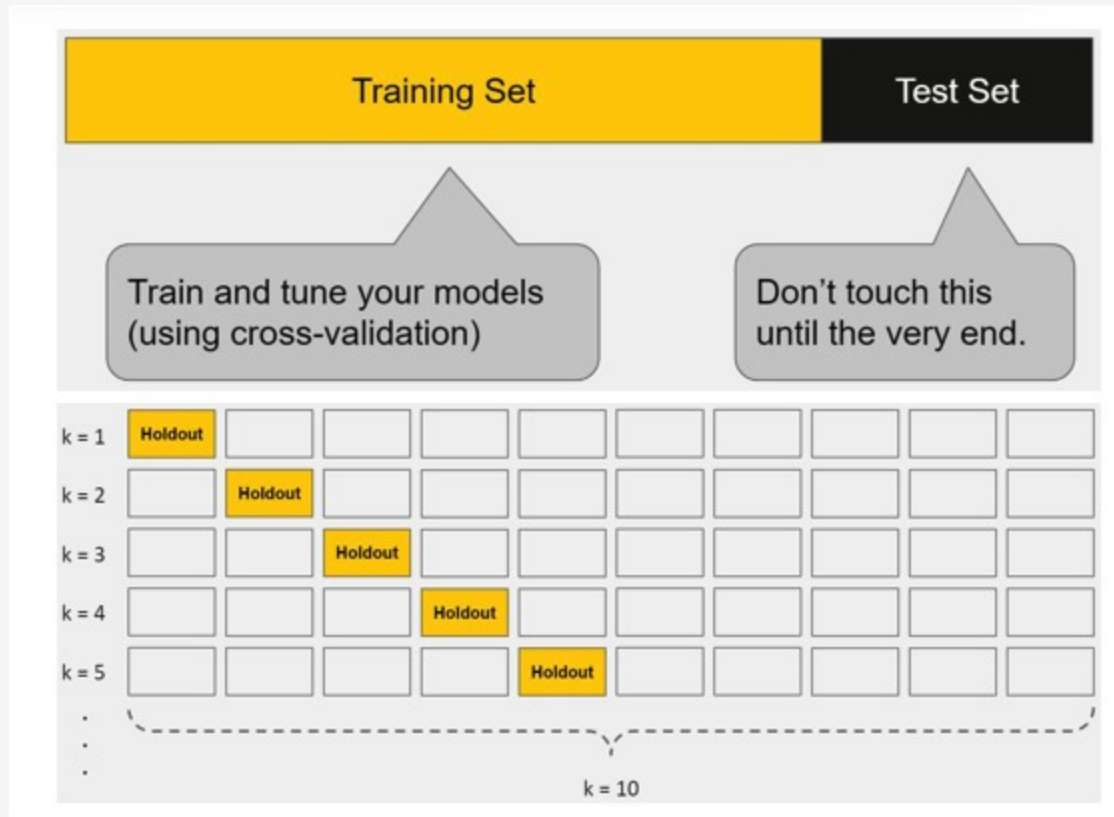 Training Set
Test Set
Train and tune your models
(using cross-validation)
Don’t touch this
until the very end.
k = 1
Holdout
k = 2
Holdout
k = 3
Holdout
k = 4
Holdout
k = 5
Holdout
.
.
.
k = 10